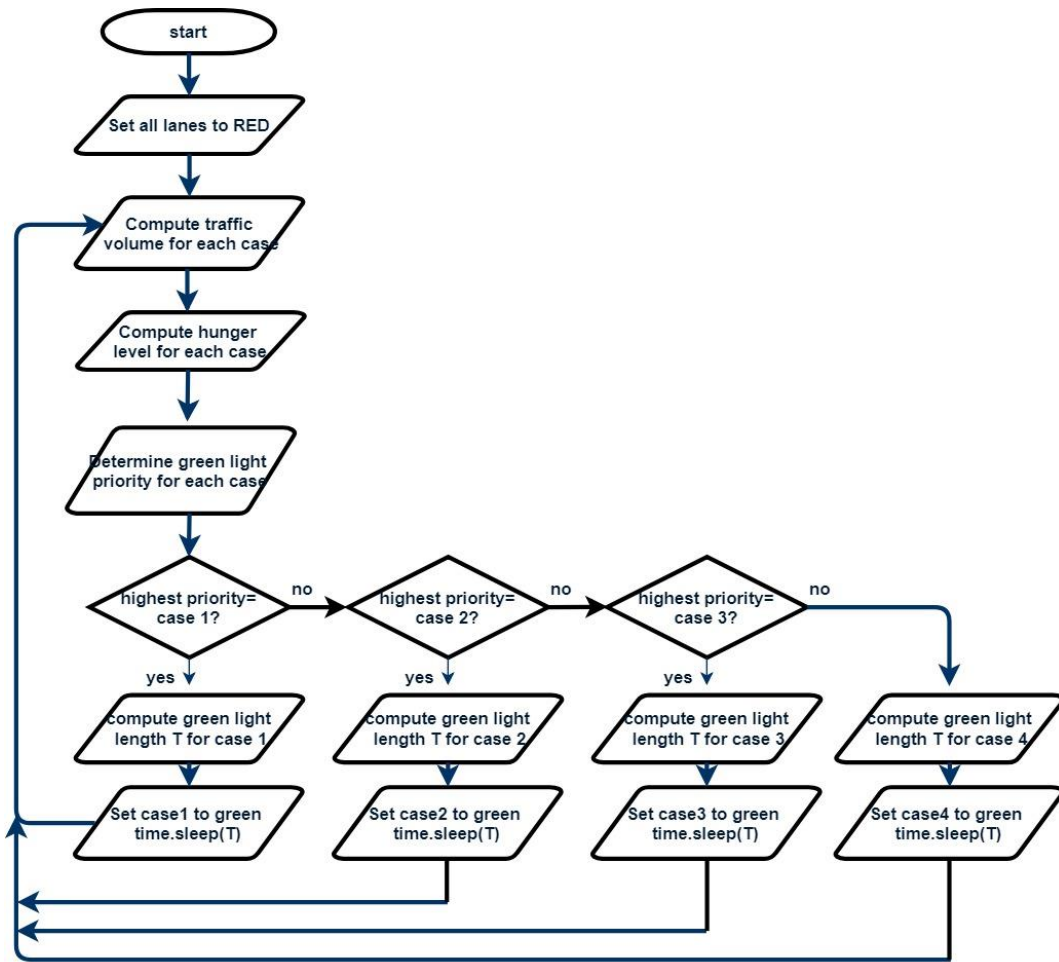 start
Set all lanes to RED
Compute traffic
volume for each case
Compute hunger
level for each case
Determine green light
priority for each case
highest priority=
case 1?
no
highest priority=
case 2?
no
highest priority=
case 3?
no
yes
yes
yes
compute green light
length T for case 1
compute green light
length T for case 2
compute green light
length T for case 3
compute green light
length T for case 4
Set case1 to green
time.sleep(T)
Set case2 to green
time.sleep(T)
Set case3 to green
time.sleep(T)
Set case4 to green
time.sleep(T)